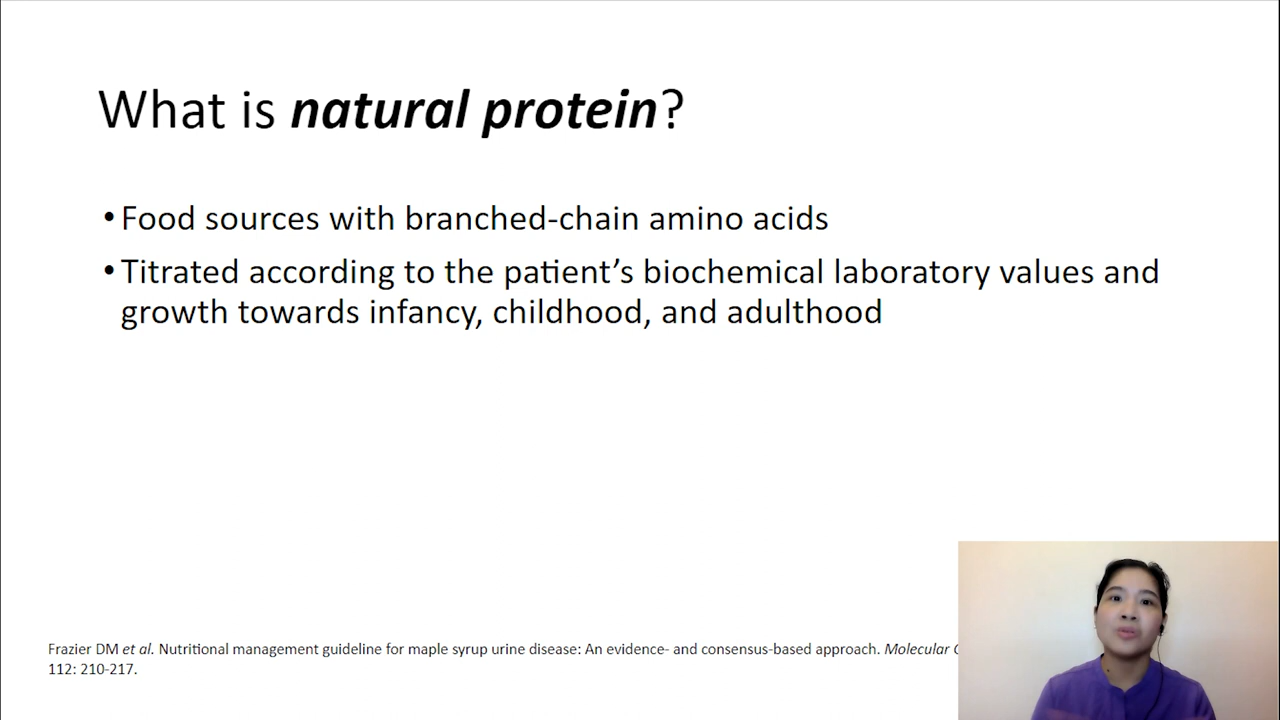 What is natural protein?
•Food sources with branched-chain amino acids
•Titrated according to the patient’s biochemical laboratory values and
growth towards infancy, childhood, and adulthood
Frazier DM et al. Nutritional management guideline for maple syrup urine disease: An evidence- and consensus-based approach. Molecular
112: 210-217.